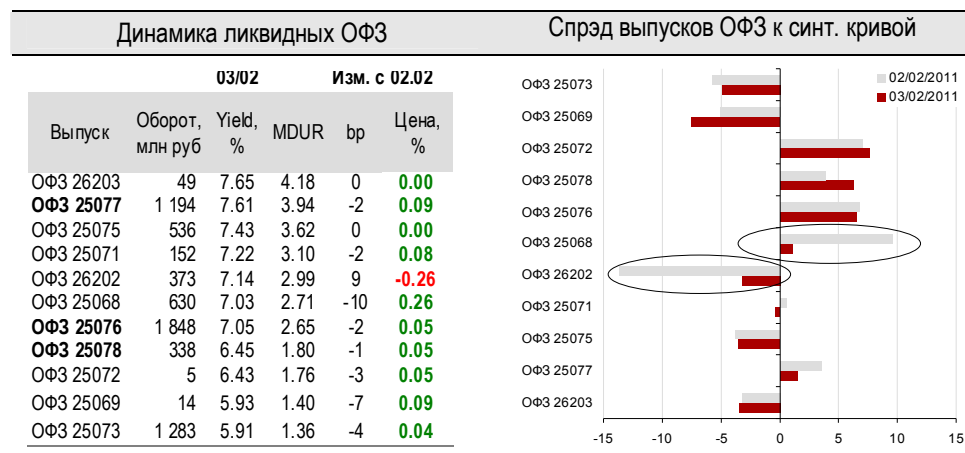 Динамика ликвидных ОФЗ
03/02 Изм. с 02.02
Выпуск Оборот, млн руб Yield, % MDUR bp Цена, %
ОФЗ 26203 49 7.65 4.18 0 0.00
ОФЗ 25077 1 194 7.61 3.94 -2 0.09
ОФЗ 25075 536 7.43 3.62 0 0.00
ОФЗ 25071 152 7.22 3.10 -2 0.08
ОФЗ 26202 373 7.14 2.99 9 -0.26
ОФЗ 25068 630 7.03 2.71 -10 0.26
ОФЗ 25076 1 848 7.05 2.65 -2 0.05
ОФЗ 25078 338 6.45 1.80 -1 0.05
ОФЗ 25072 5 6.43 1.76 -3 0.05
ОФЗ 25069 14 5.93 1.40 -7 0.09
ОФЗ 25073 1 283 5.91 1.36 -4 0.04
Спрэд выпусков ОФЗ к синт. кривой
02/02/2011
03/02/2011
ОФЗ 25073
ОФЗ 25069
ОФЗ 25072
ОФЗ 25078
ОФЗ 25076
ОФЗ 25068
ОФЗ 26202
ОФЗ 25071
ОФЗ 25075
ОФЗ 25077
ОФЗ 26203
-15 -10 -5 0 5 10 15